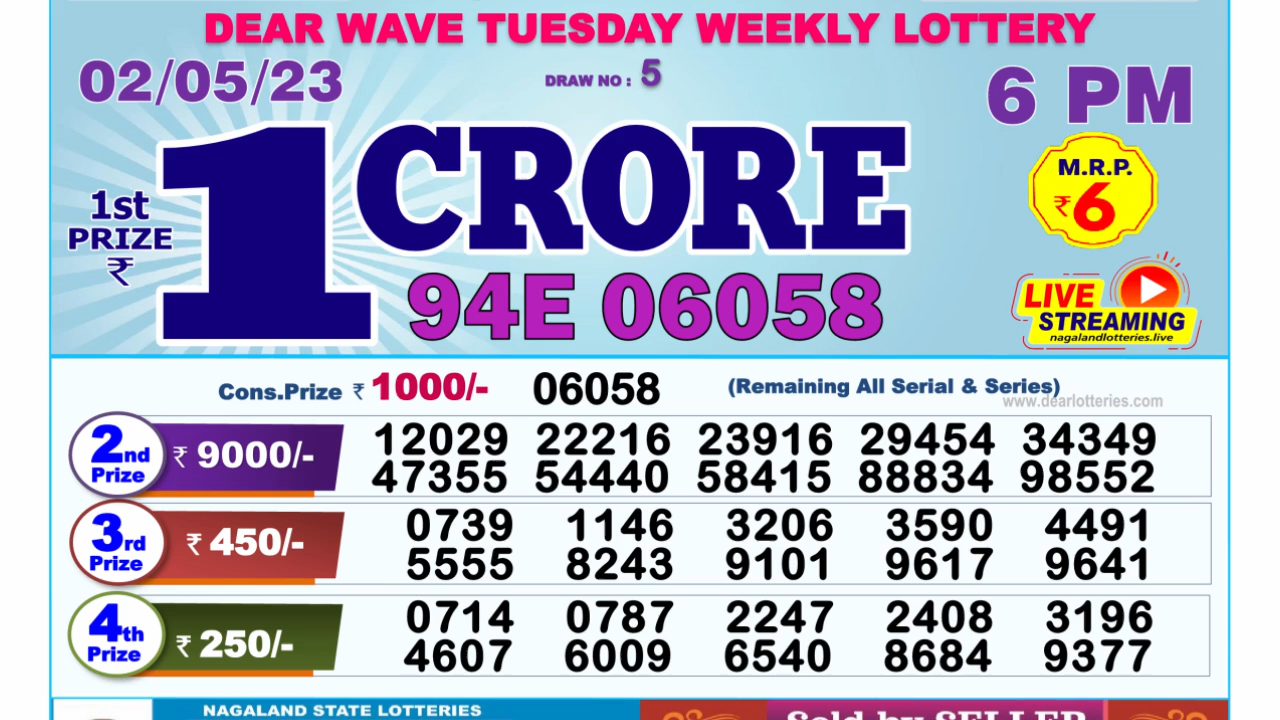 DEAR WAVE TUESDAY WEEKLY LOTTERY
02/05/23
DRAW NO : 5
6 PM
M.R.P.
₹6
1st
PRIZE
₹
1 CRORE
94E 06058
LIVE
STREAMING
nagalandlotteries.live
Cons.Prize ₹ 1000/- 06058 (Remaining All Serial & Series)
www.dearlotteries.com
2nd Prize ₹ 9000/-
12029 22216 23916 29454 34349
47355 54440 58415 88834 98552
3rd Prize ₹ 450/-
0739 1146 3206 3590 4491
5555 8243 9101 9617 9641
4th Prize ₹ 250/-
0714 0787 2247 2408 3196
4607 6009 6540 8684 9377
NAGALAND STATE LOTTERIES
Sold by SELLER